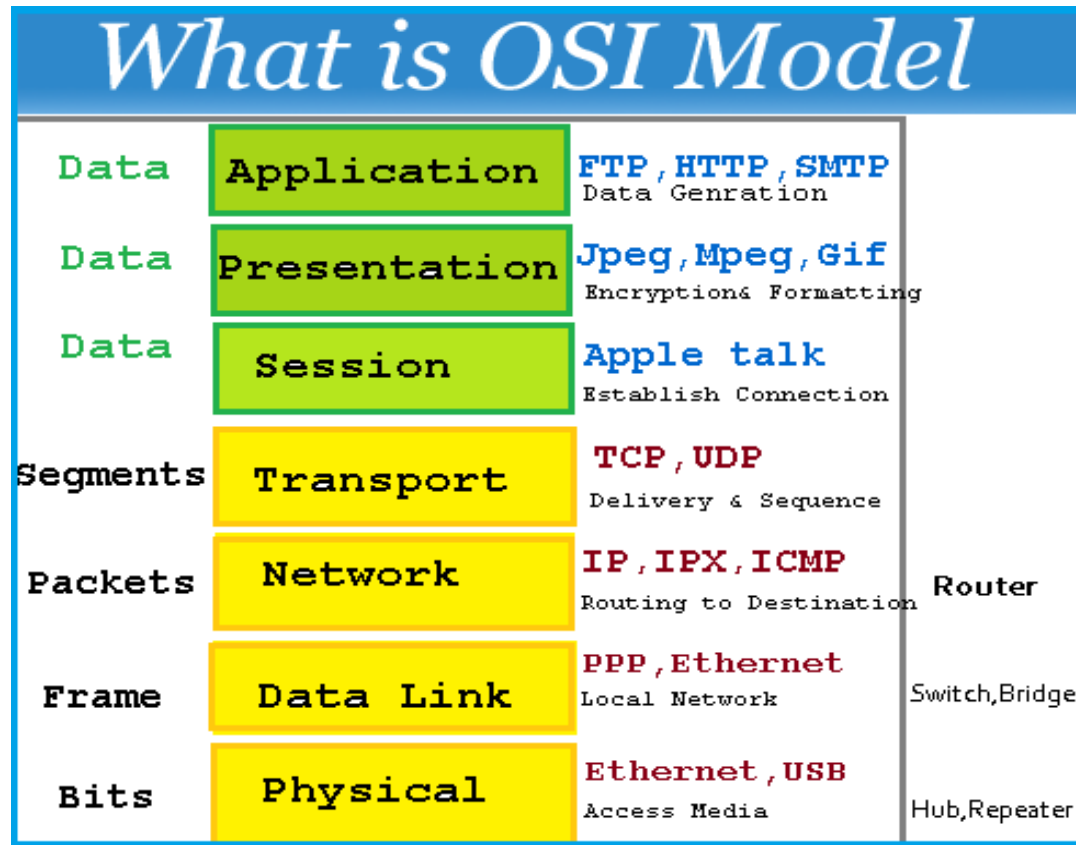 What is OSI Model
Data Application FTP,HTTP,SMTP
Data Genration
Data Presentation Jpeg,Mpeg,Gif
Encryption& Formatting
Data Session Apple talk
Establish Connection
Segments Transport TCP,UDP
Delivery & Sequence
Packets Network IP,IPX,ICMP Router
Routing to Destination
Frame Data Link PPP,Ethernet Switch,Bridge
Local Network
Bits Physical Ethernet,USB Hub,Repeater
Access Media